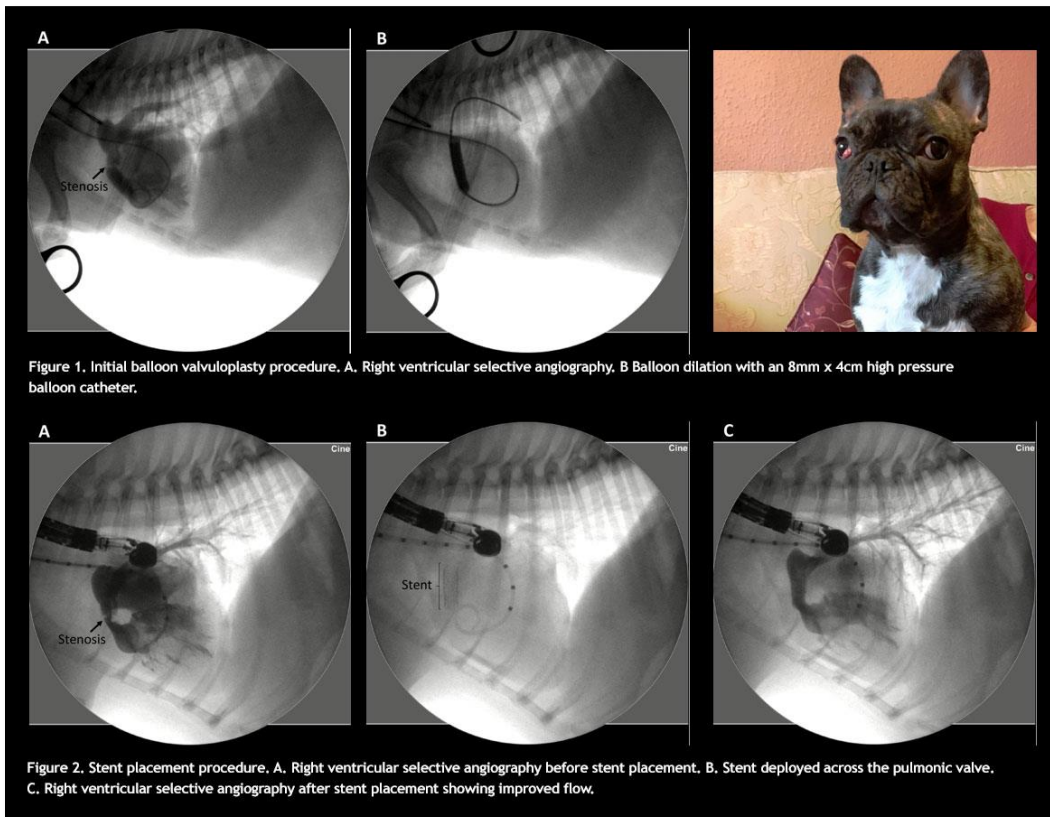 A
B
Stenosis
Figure 1. Initial balloon valvuloplasty procedure. A. Right ventricular selective angiography. B Balloon dilation with an 8mm x 4cm high pressure
balloon catheter.
A
B
C
Cine
Cine
Cine
Stent
Stenosis
Figure 2. Stent placement procedure. A. Right ventricular selective angiography before stent placement. B. Stent deployed across the pulmonic valve.
C. Right ventricular selective angiography after stent placement showing improved flow.